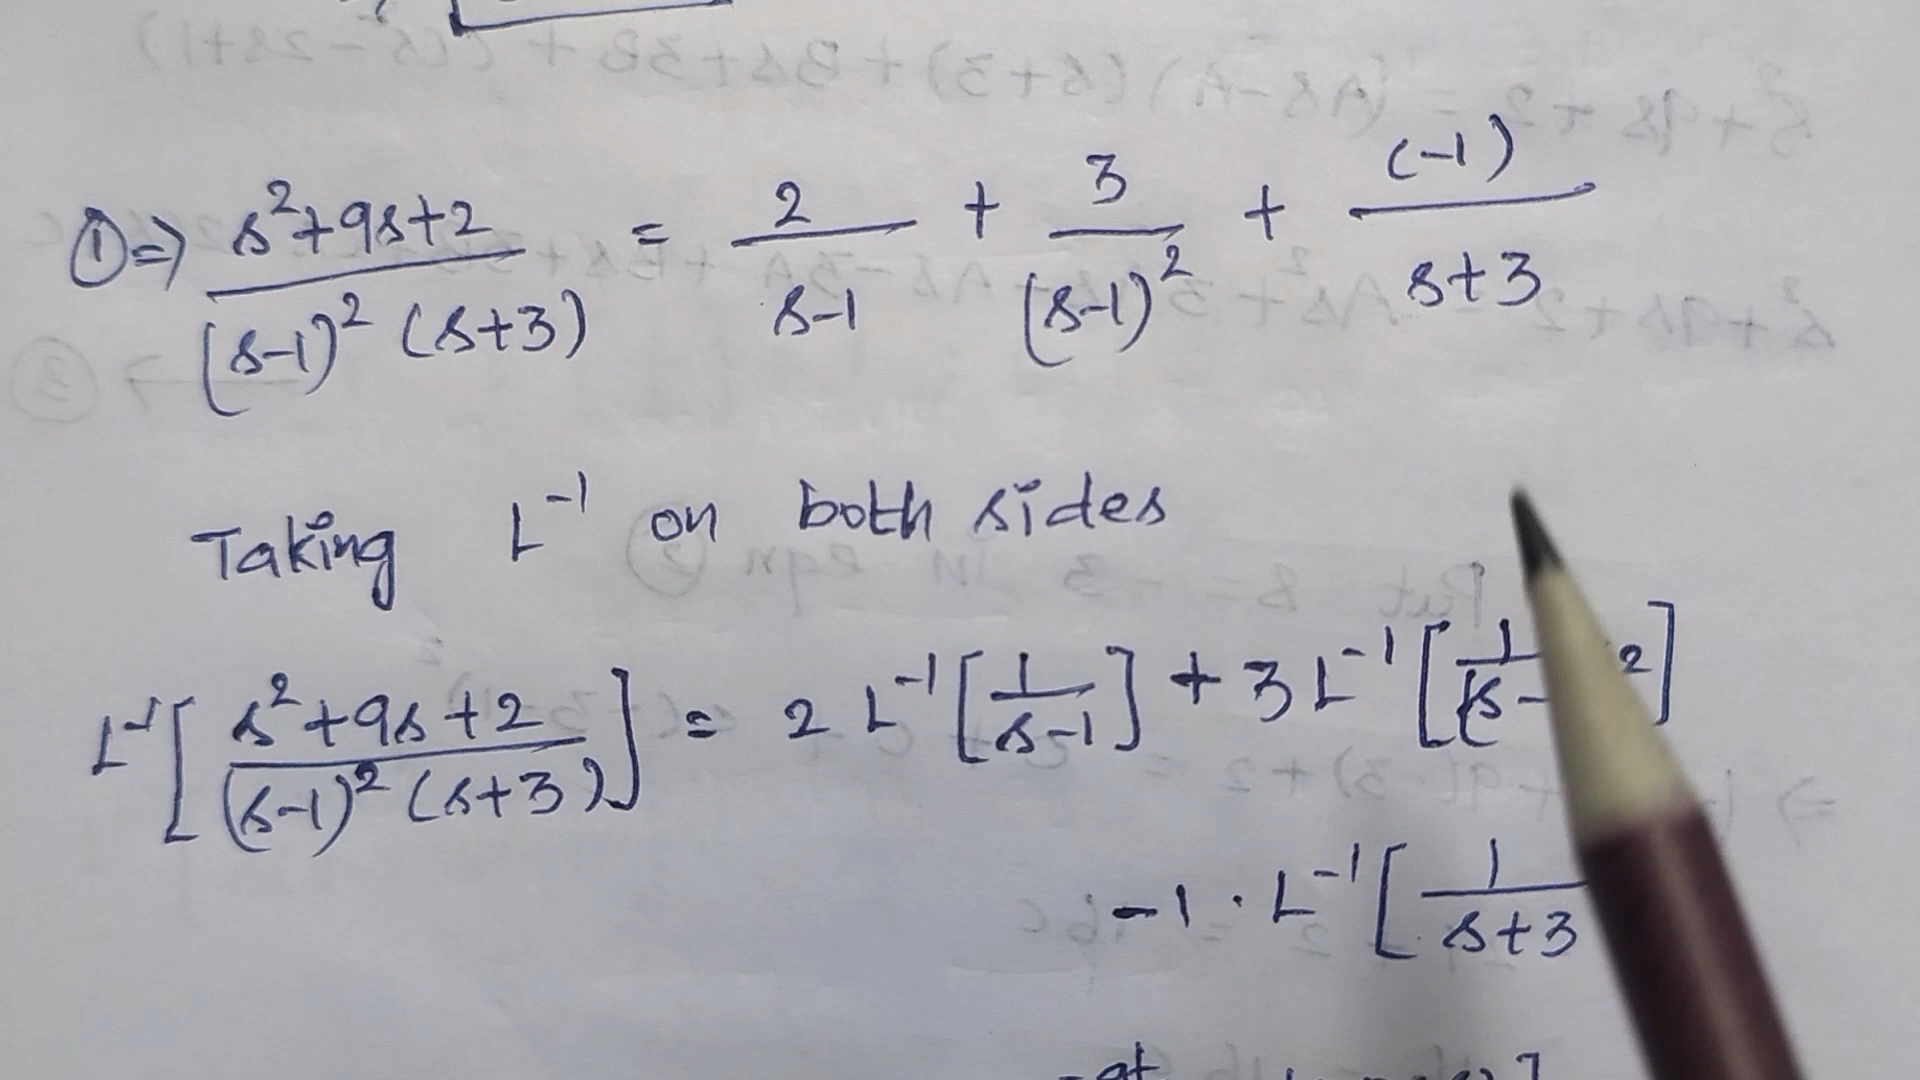 ① ⇒ s²+9s+2 / (s-1)² (s+3) = 2 / s-1 + 3 / (s-1)² + (-1) / s+3
Taking L⁻¹ on both sides
L⁻¹[ s²+9s+2 / (s-1)² (s+3) ] = 2 L⁻¹[ 1 / s-1 ] + 3 L⁻¹[ 1 / (s- ² ]
-1 · L⁻¹[ 1 / s+3